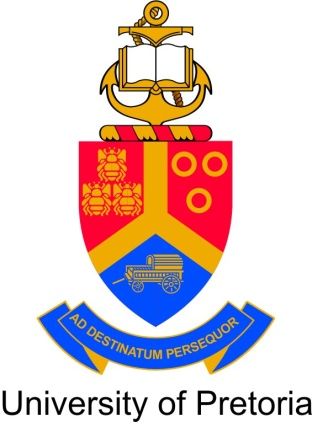 AD DESTINATUM PERSEQUOR
University of Pretoria